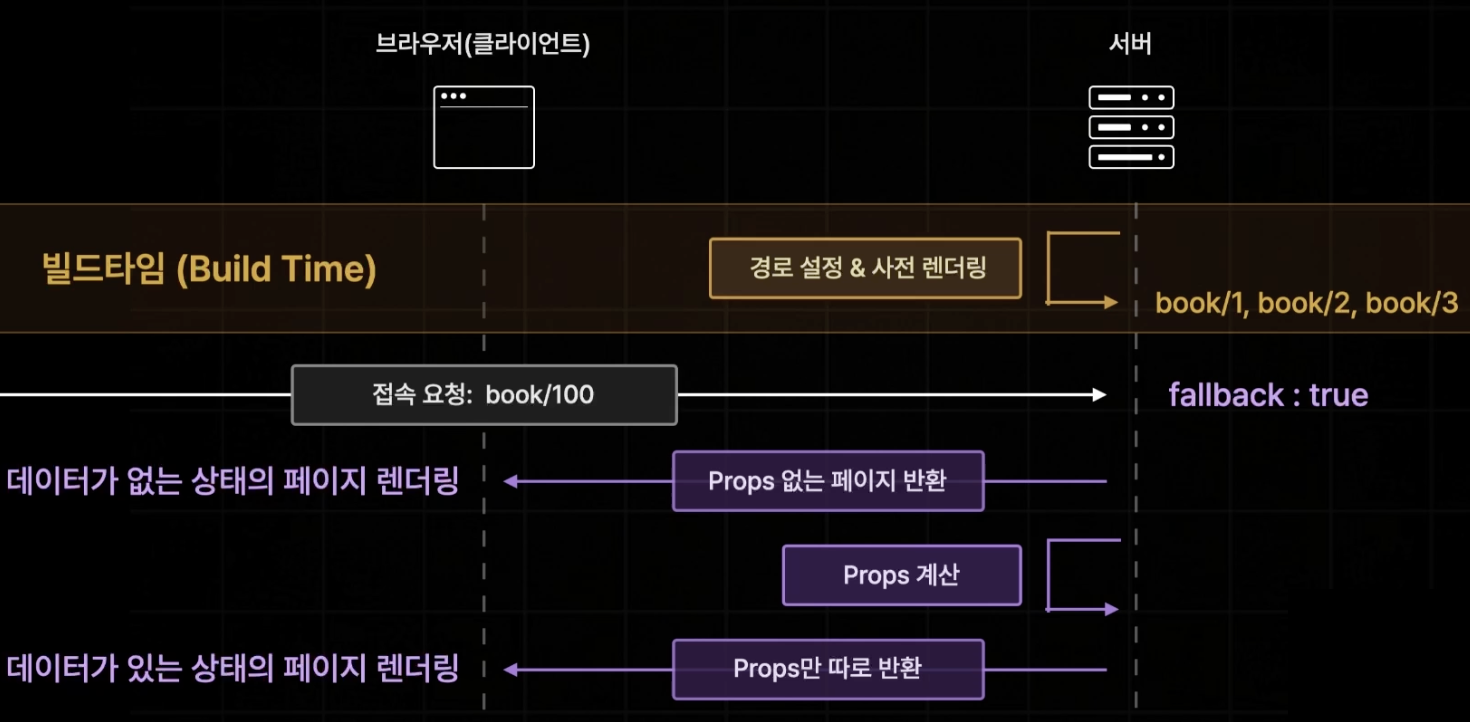 브라우저(클라이언트)
서버
빌드타임 (Build Time)
경로 설정 & 사전 렌더링
book/1, book/2, book/3
접속 요청: book/100
fallback : true
데이터가 없는 상태의 페이지 렌더링
Props 없는 페이지 반환
Props 계산
데이터가 있는 상태의 페이지 렌더링
Props만 따로 반환